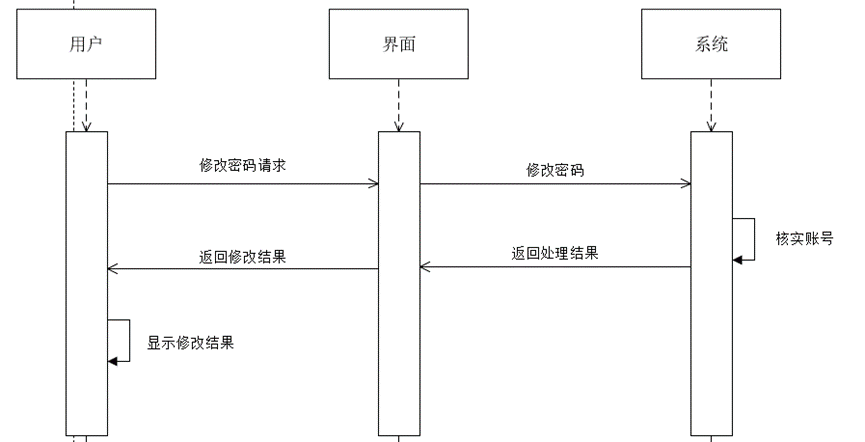 用户
界面
系统
修改密码请求
修改密码
核实账号
返回修改结果
返回处理结果
显示修改结果